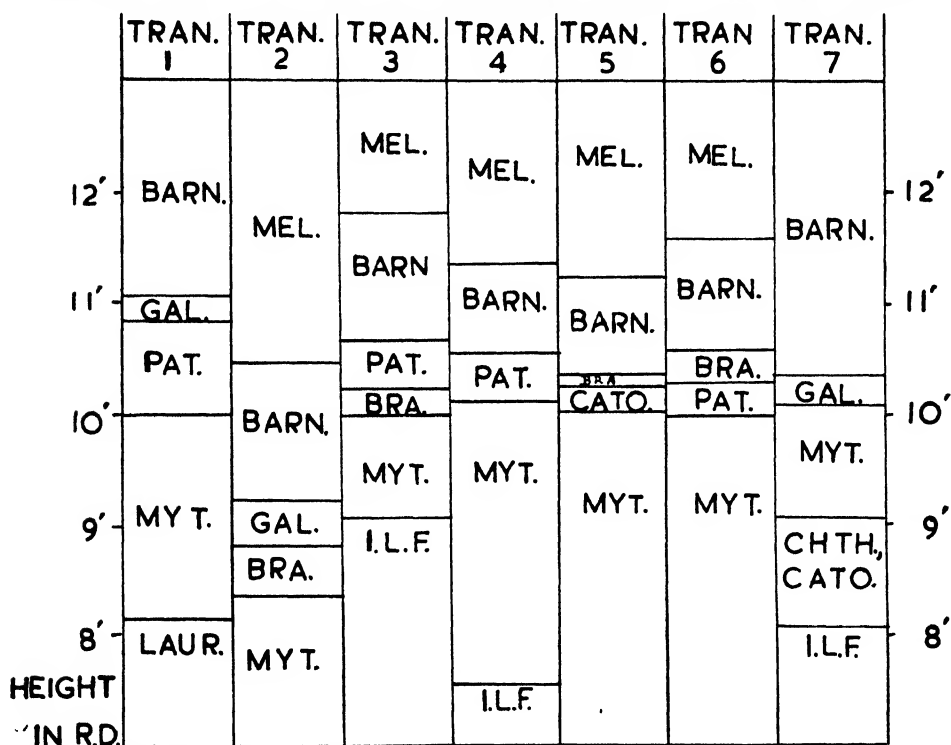 TRAN. 1 TRAN. 2 TRAN. 3 TRAN. 4 TRAN. 5 TRAN 6 TRAN. 7
12' 12'
11' 11'
10' 10'
9' 9'
8' 8'
HEIGHT
IN R.D.
BARN.
GAL.
PAT.
MYT.
LAUR.
MEL.
BARN.
GAL.
BRA.
MYT.
MEL.
BARN
PAT.
BRA.
MYT.
I.L.F.
MEL.
BARN.
PAT.
MYT.
I.L.F.
MEL.
BARN.
BRA
CATO.
MYT.
MEL.
BARN.
BRA.
PAT.
MYT.
BARN.
GAL.
MYT.
CHTH.,
CATO.
I.L.F.